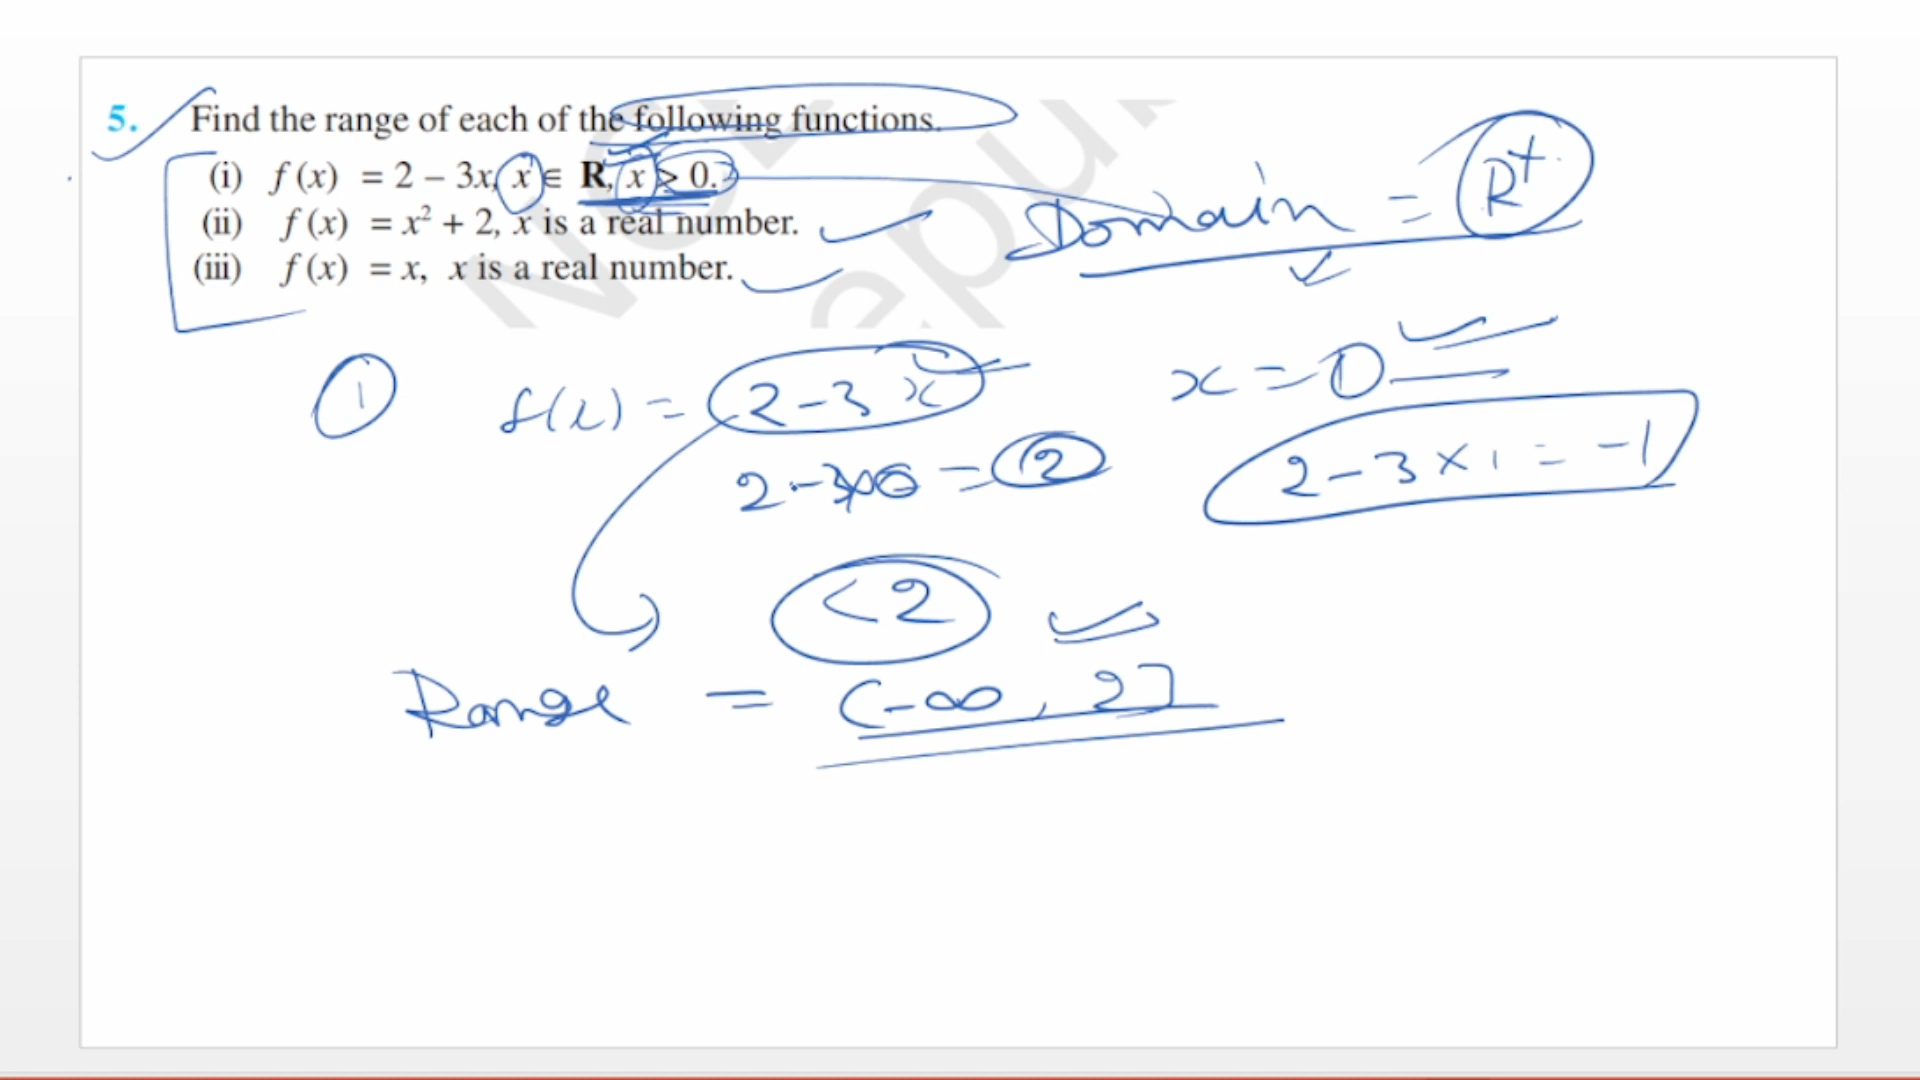 5. Find the range of each of the following functions.
(i) f (x) = 2 – 3x, x ∈ R, x > 0.
(ii) f (x) = x² + 2, x is a real number.
(iii) f (x) = x, x is a real number.
Domain = R⁺
① f(x) = 2-3x x=0
2-3×0 = 2 2-3×1 = -1
<2
Range = (-∞, 2]